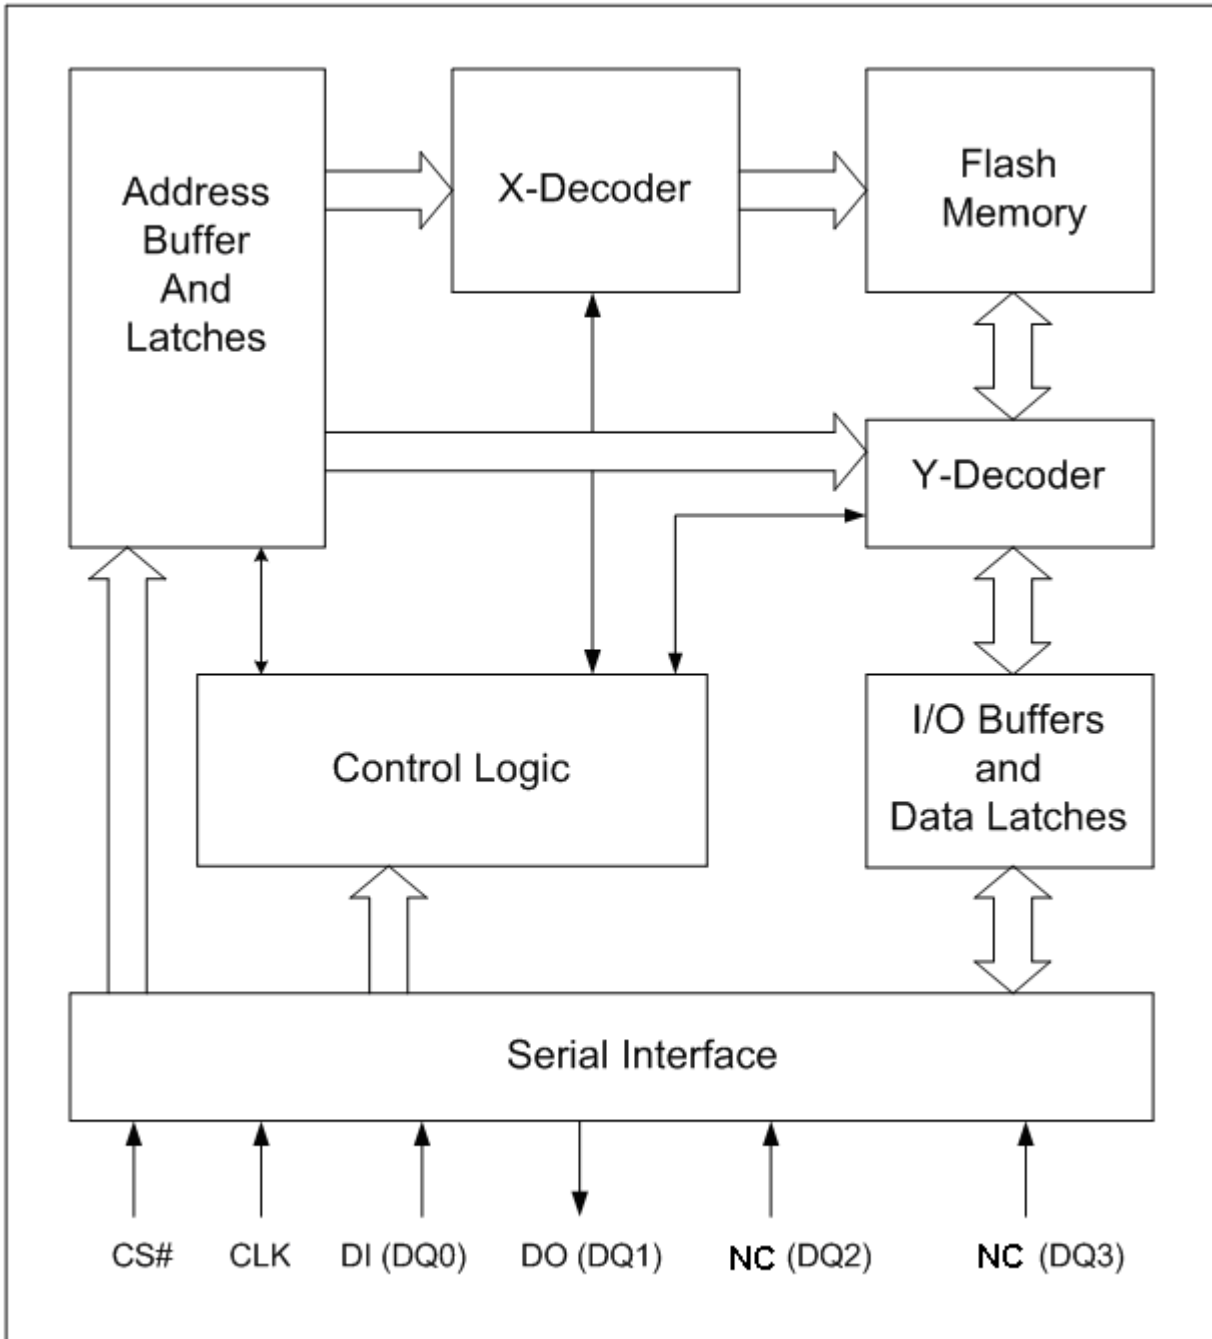 Address
Buffer
And
Latches
X-Decoder
Flash
Memory
Y-Decoder
Control Logic
I/O Buffers
and
Data Latches
Serial Interface
CS#
CLK
DI (DQ0)
DO (DQ1)
NC (DQ2)
NC (DQ3)